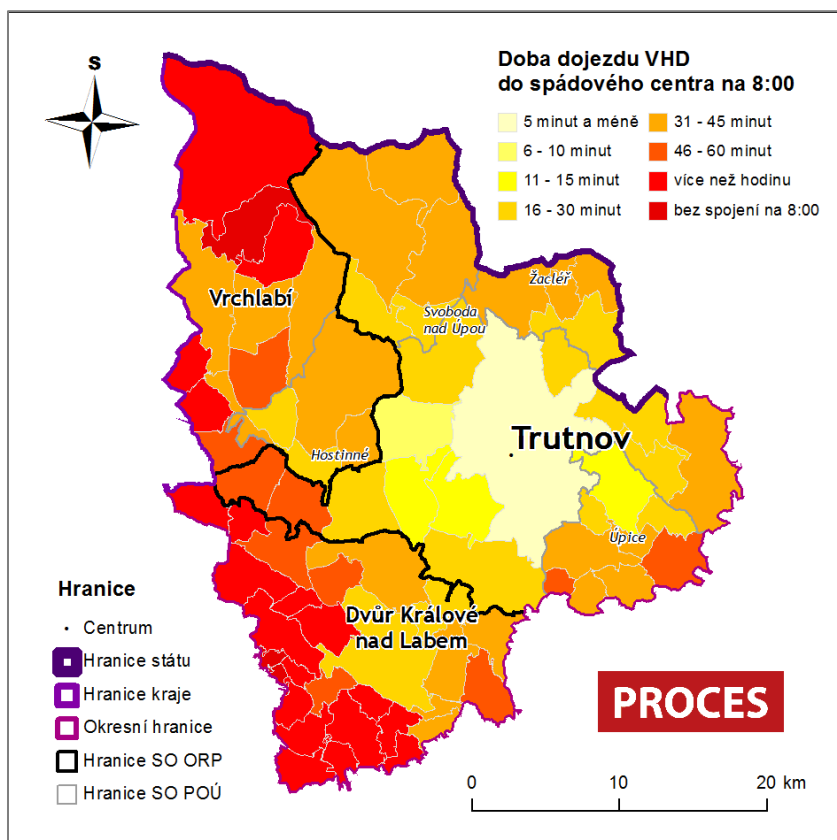 S
Doba dojezdu VHD
do spádového centra na 8:00
5 minut a méně
6 - 10 minut
11 - 15 minut
16 - 30 minut
31 - 45 minut
46 - 60 minut
více než hodinu
bez spojení na 8:00
Žacléř
Vrchlabí
Svoboda
nad Úpou
Trutnov
Hostinné
Úpice
Dvůr Králové
nad Labem
Hranice
Centrum
Hranice státu
Hranice kraje
Okresní hranice
Hranice SO ORP
Hranice SO POÚ
PROCES
0 10 20 km